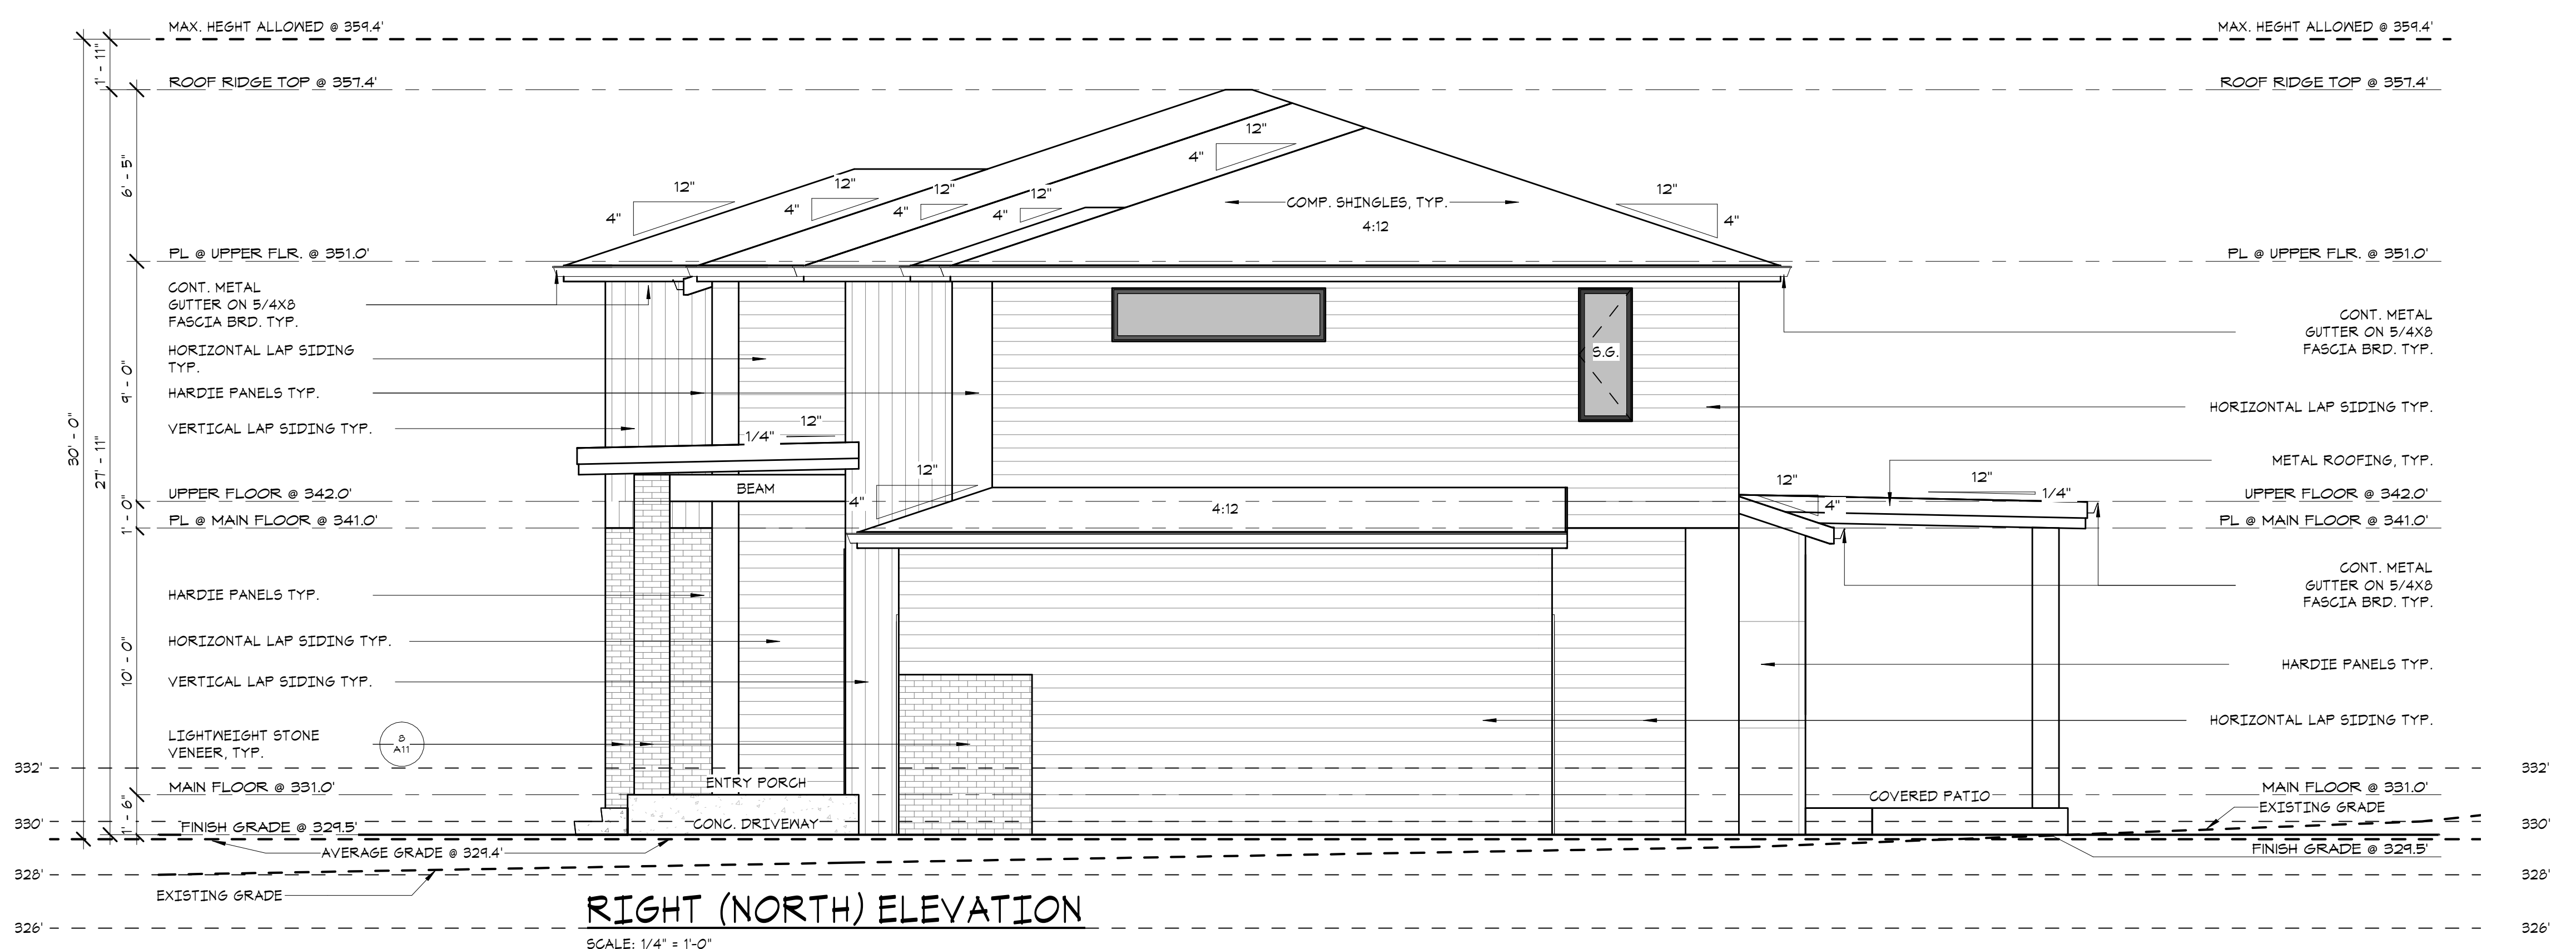 MAX. HEGHT ALLOWED @ 359.4'
MAX. HEGHT ALLOWED @ 359.4'
1' - 11"
ROOF RIDGE TOP @ 357.4'
ROOF RIDGE TOP @ 357.4'
12"
4"
6' - 5"
12"
4"
12"
4"
12"
4"
12"
4"
COMP. SHINGLES, TYP.
4:12
12"
4"
PL @ UPPER FLR. @ 351.0'
PL @ UPPER FLR. @ 351.0'
CONT. METAL
GUTTER ON 5/4X8
FASCIA BRD. TYP.
CONT. METAL
GUTTER ON 5/4X8
FASCIA BRD. TYP.
HORIZONTAL LAP SIDING
TYP.
S.G.
9' - 0"
HARDIE PANELS TYP.
HORIZONTAL LAP SIDING TYP.
VERTICAL LAP SIDING TYP.
12"
1/4"
30' - 0"
27' - 11"
METAL ROOFING, TYP.
12"
4"
4:12
12"
4"
12"
1/4"
BEAM
UPPER FLOOR @ 342.0'
UPPER FLOOR @ 342.0'
1' - 0"
PL @ MAIN FLOOR @ 341.0'
PL @ MAIN FLOOR @ 341.0'
CONT. METAL
GUTTER ON 5/4X8
FASCIA BRD. TYP.
HARDIE PANELS TYP.
HORIZONTAL LAP SIDING TYP.
10' - 0"
HARDIE PANELS TYP.
VERTICAL LAP SIDING TYP.
HORIZONTAL LAP SIDING TYP.
LIGHTWEIGHT STONE
VENEER, TYP.
8
A11
332'
332'
ENTRY PORCH
MAIN FLOOR @ 331.0'
MAIN FLOOR @ 331.0'
COVERED PATIO
EXISTING GRADE
1' - 6"
330'
FINISH GRADE @ 329.5'
CONC. DRIVEWAY
330'
AVERAGE GRADE @ 329.4'
FINISH GRADE @ 329.5'
328'
328'
EXISTING GRADE
RIGHT (NORTH) ELEVATION
326'
326'
SCALE: 1/4" = 1'-0"